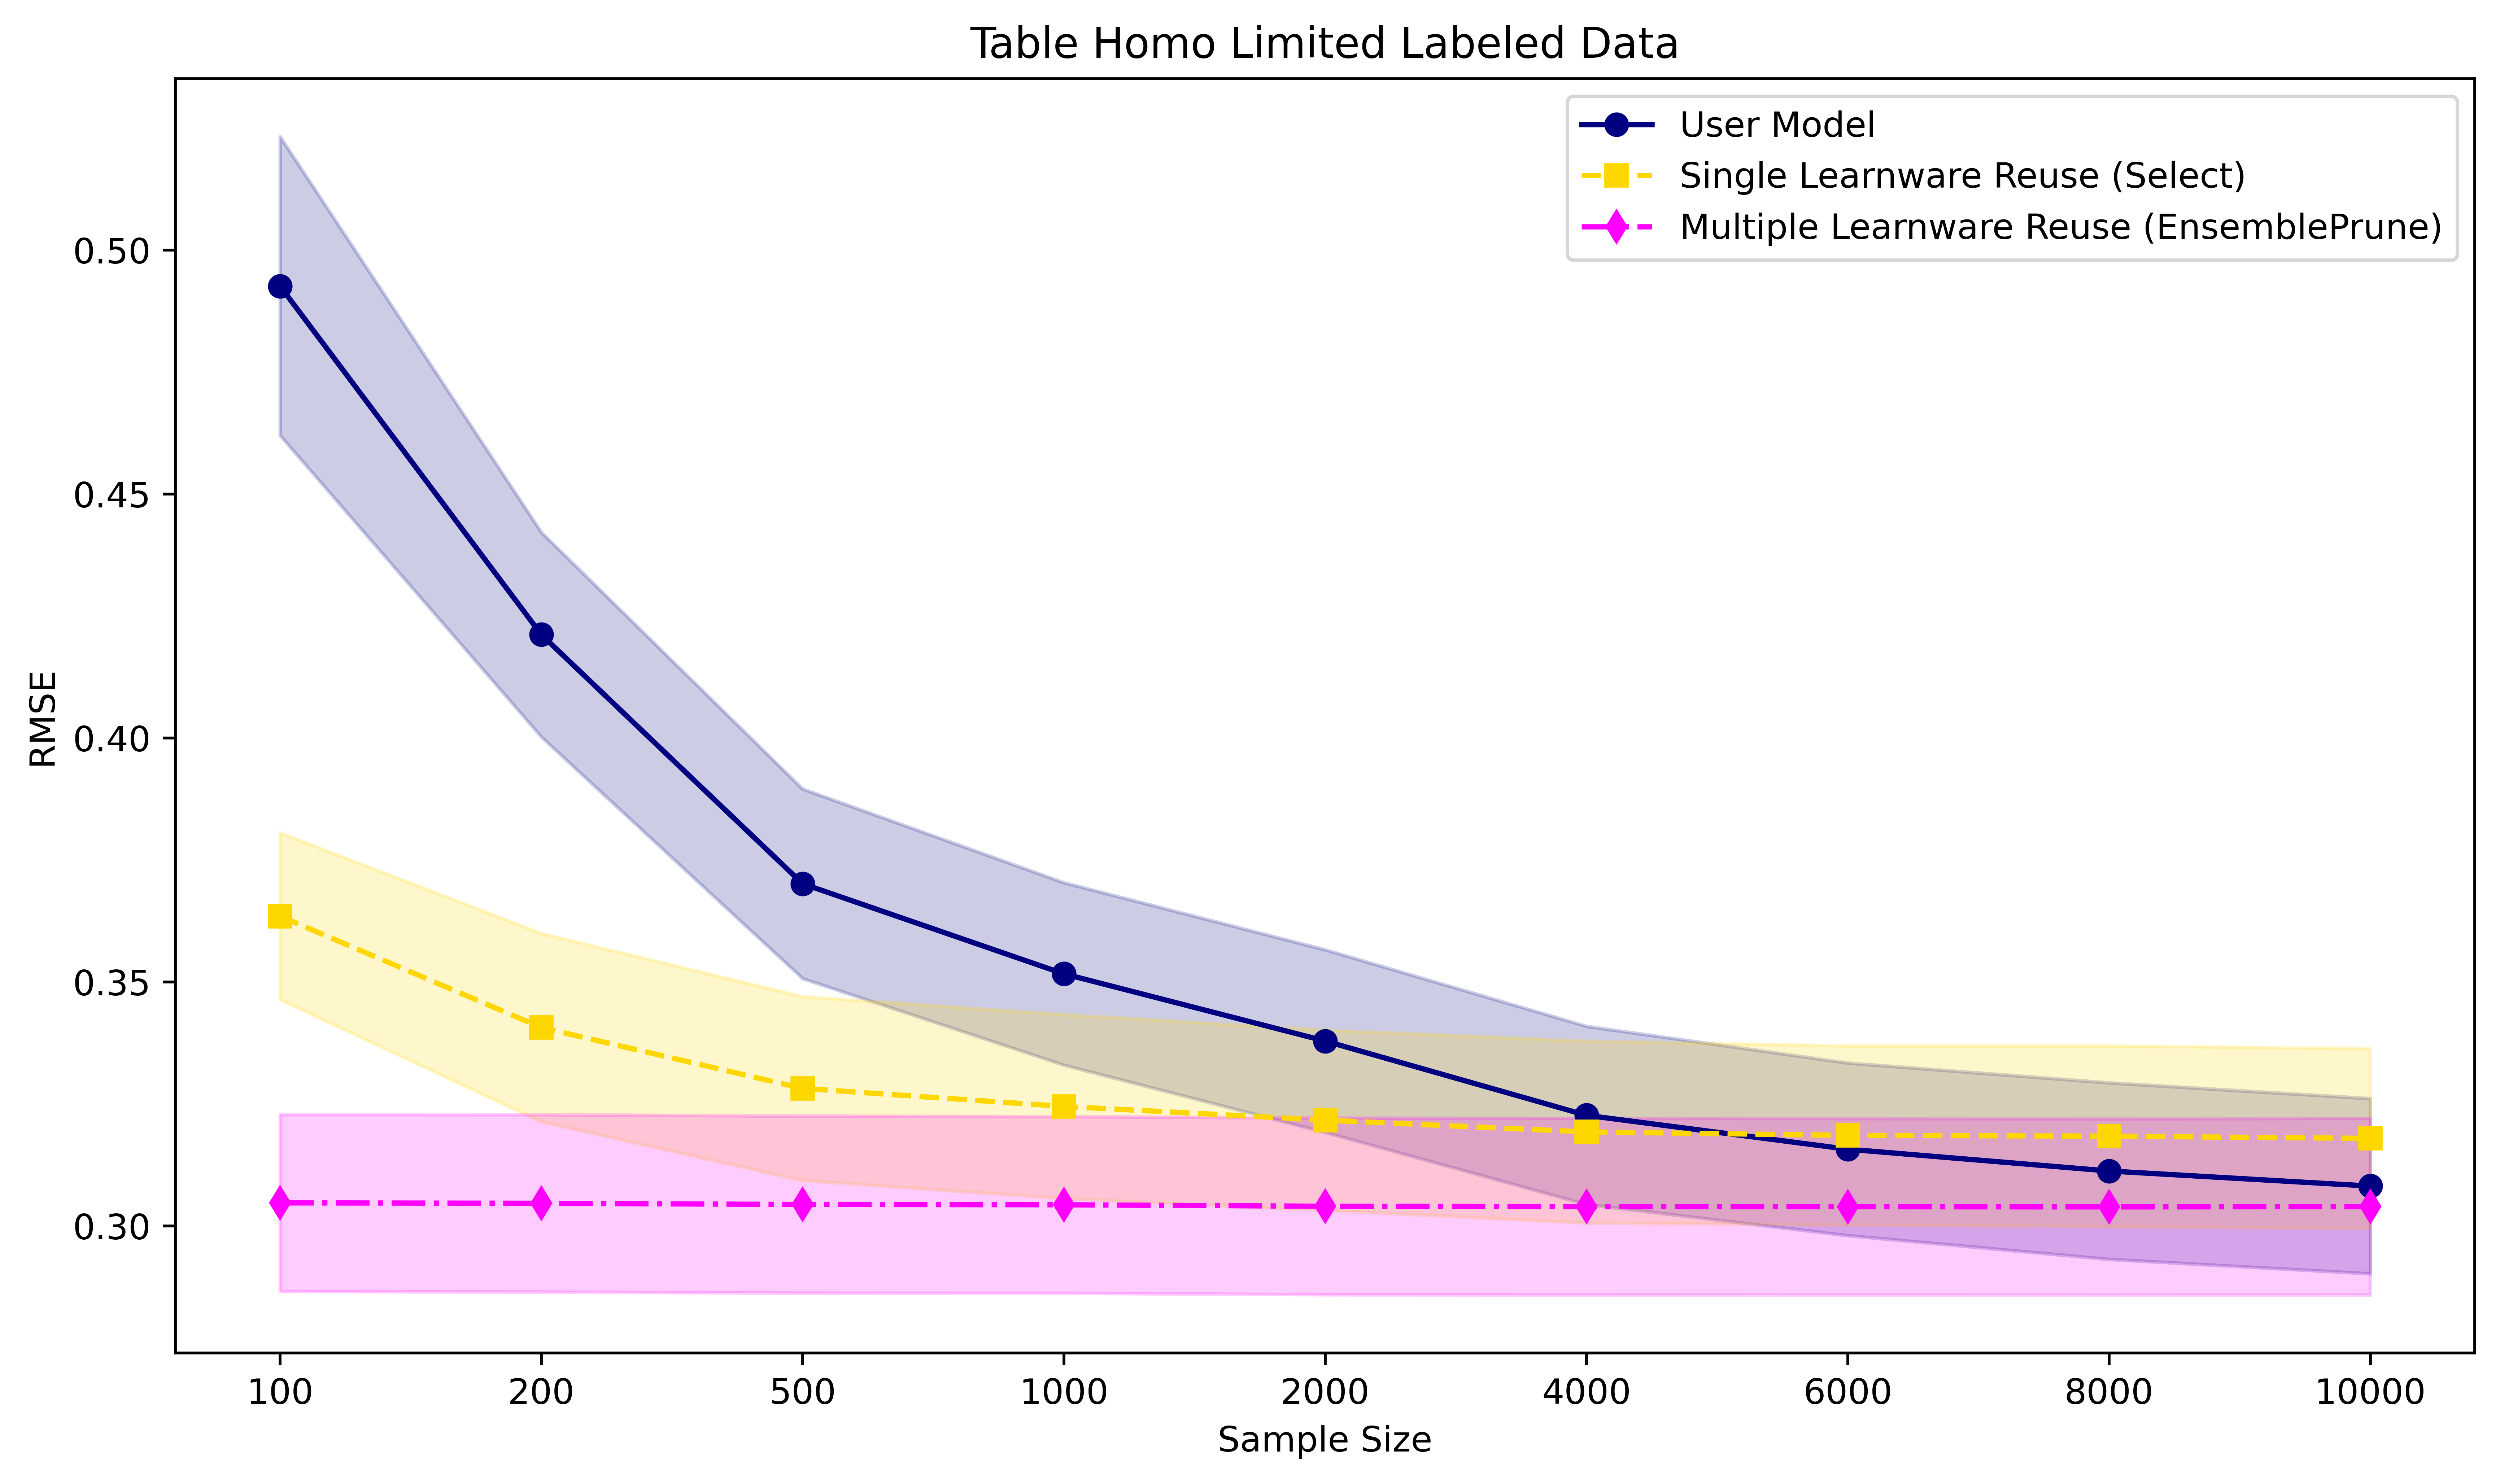 Table Homo Limited Labeled Data
User Model
Single Learnware Reuse (Select)
Multiple Learnware Reuse (EnsemblePrune)
RMSE
0.50
0.45
0.40
0.35
0.30
100 200 500 1000 2000 4000 6000 8000 10000
Sample Size